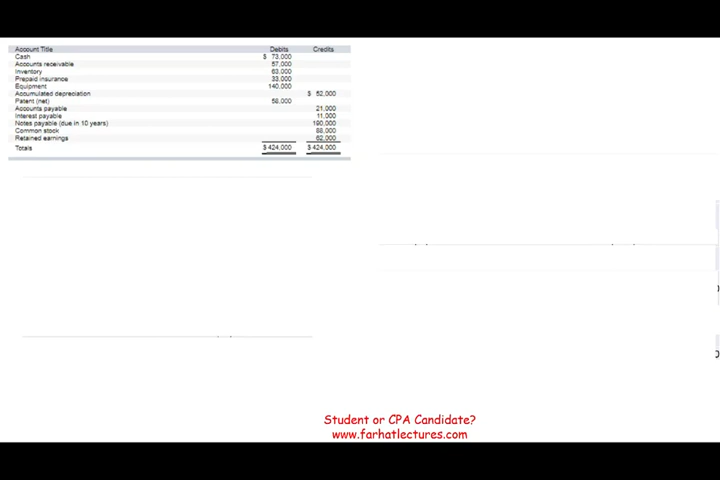 Account Title Debits Credits
Cash $ 73,000
Accounts receivable 57,000
Inventory 63,000
Prepaid insurance 33,000
Equipment 140,000
Accumulated depreciation $ 52,000
Patent (net) 58,000
Accounts payable 21,000
Interest payable 11,000
Notes payable (due in 10 years) 190,000
Common stock 88,000
Retained earnings 62,000
Totals $ 424,000 $ 424,000
Student or CPA Candidate?
www.farhatlectures.com